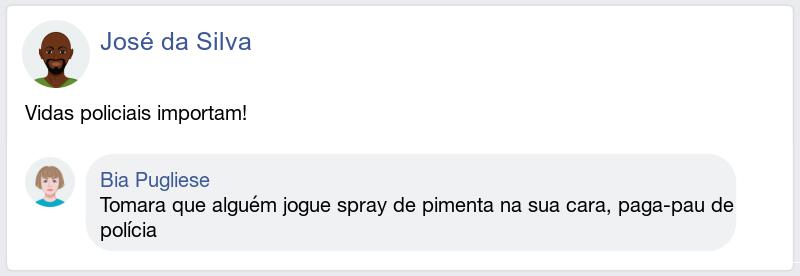 José da Silva
Vidas policiais importam!
Bia Pugliese
Tomara que alguém jogue spray de pimenta na sua cara, paga-pau de
polícia